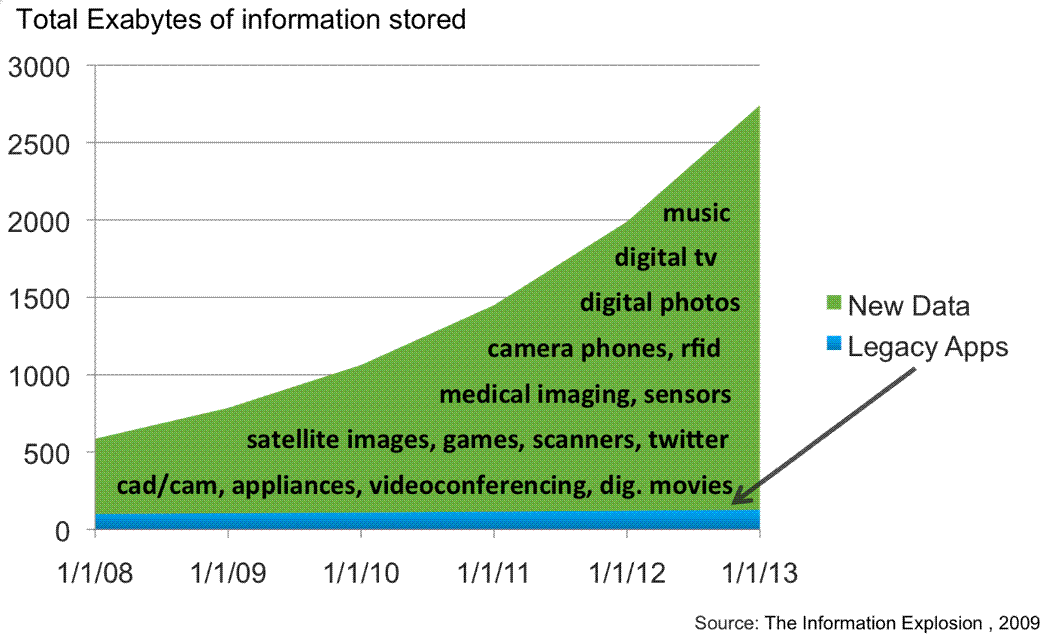 Total Exabytes of information stored
3000
2500
2000
1500
1000
500
0
music
digital tv
digital photos
camera phones, rfid
medical imaging, sensors
satellite images, games, scanners, twitter
cad/cam, appliances, videoconferencing, dig. movies
New Data
Legacy Apps
1/1/08 1/1/09 1/1/10 1/1/11 1/1/12 1/1/13
Source: The Information Explosion , 2009